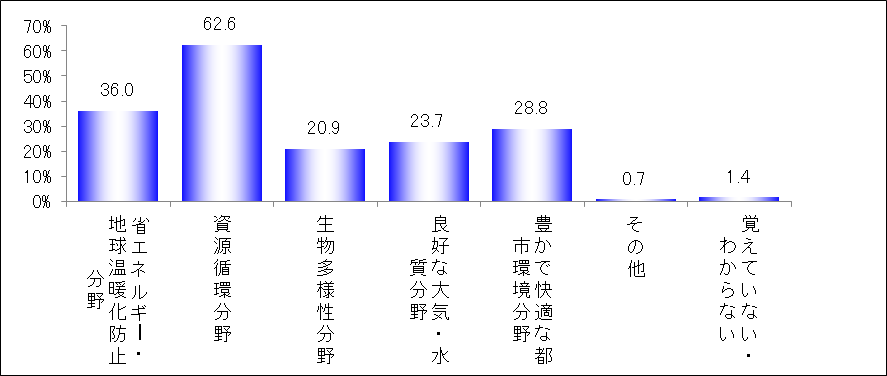 70%
60%
50%
40%
30%
20%
10%
0%
36.0
62.6
20.9
23.7
28.8
0.7
1.4
省エネルギー・
地球温暖化防止
分野
資源循環分野
生物多様性分野
良好な大気・水
質分野
豊かで快適な都
市環境分野
その他
覚えていない・
わからない